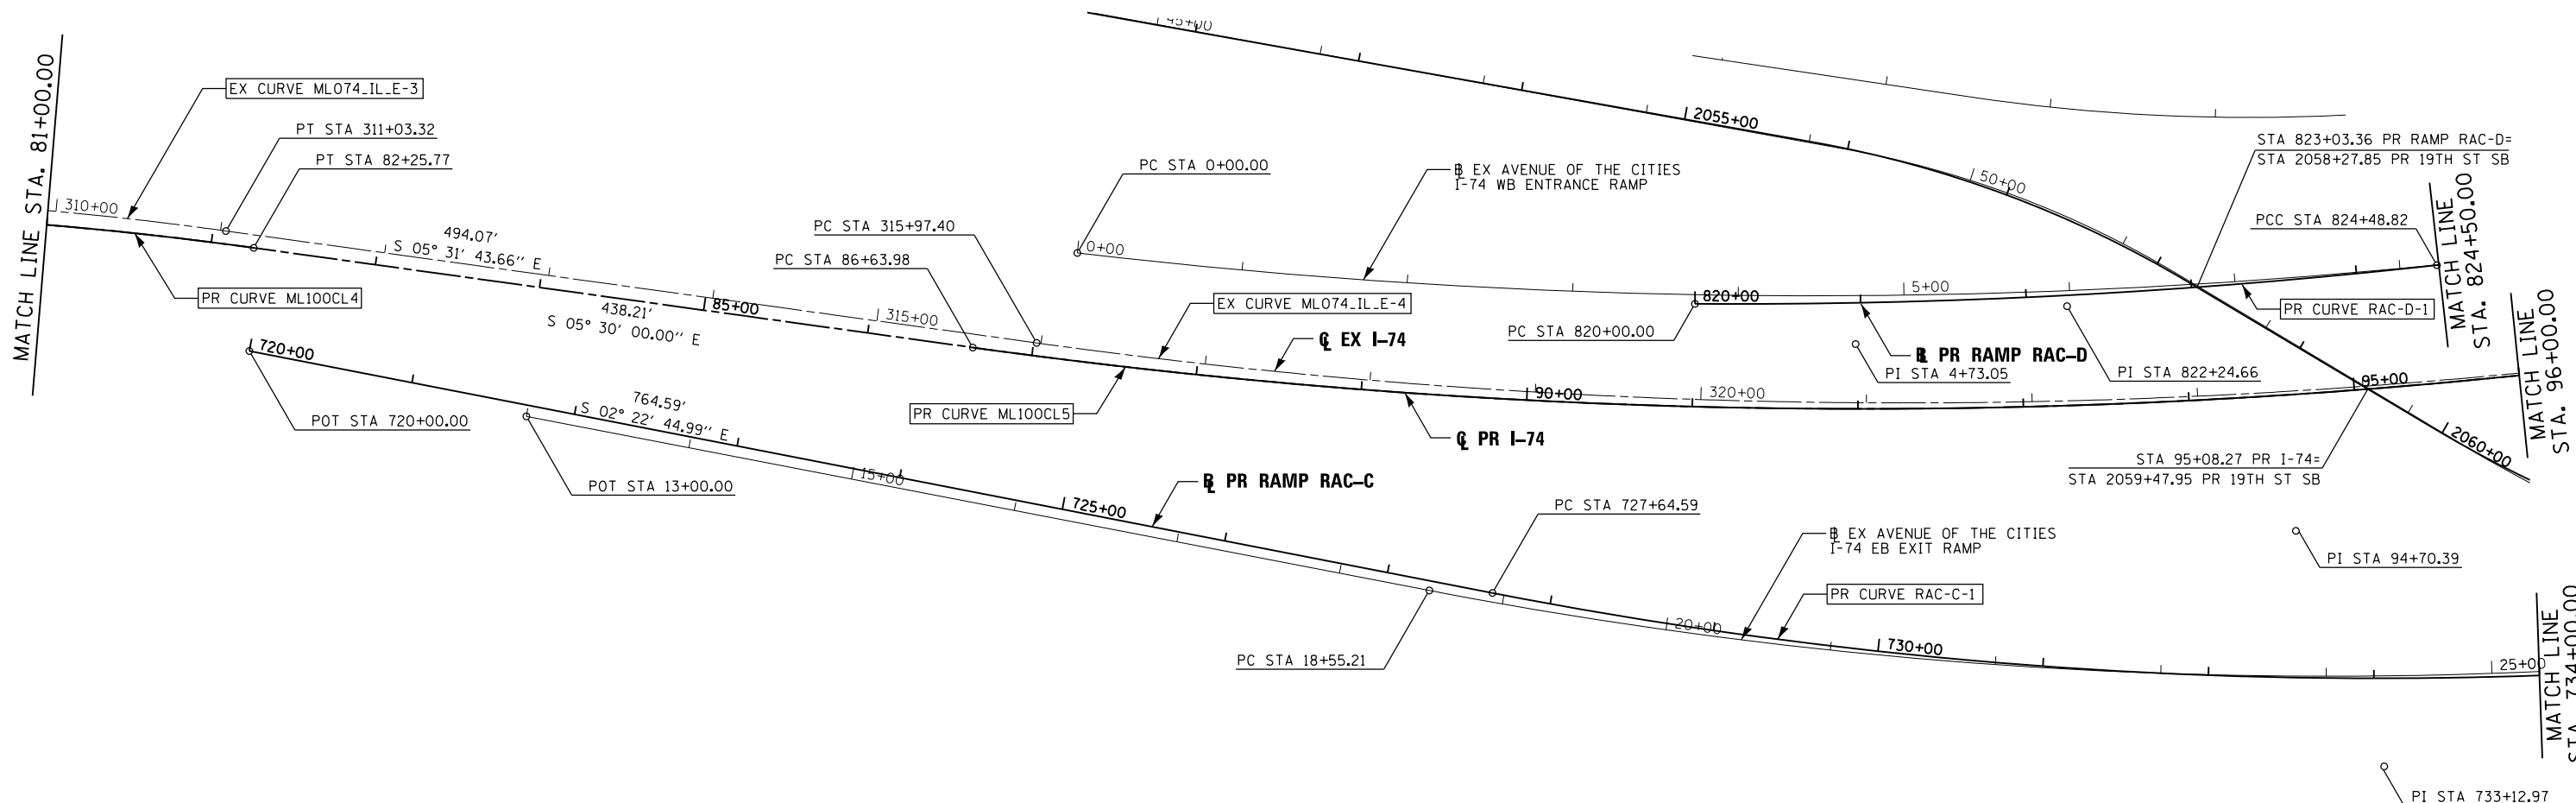 45+00
MATCH LINE STA. 81+00.00
EX CURVE ML074_IL_E-3
PT STA 311+03.32
PT STA 82+25.77
310+00
PR CURVE ML100CL4
494.07'
S 05° 31' 43.66'' E
85+00
438.21'
S 05° 30' 00.00'' E
PC STA 315+97.40
PC STA 86+63.98
315+00
PC STA 0+00.00
0+00
℄ EX AVENUE OF THE CITIES
I-74 WB ENTRANCE RAMP
2055+00
50+00
STA 823+03.36 PR RAMP RAC-D=
STA 2058+27.85 PR 19TH ST SB
PCC STA 824+48.82
MATCH LINE
STA. 824+50.00
EX CURVE ML074_IL_E-4
℄ EX I-74
820+00
PC STA 820+00.00
5+00
PR CURVE RAC-D-1
℄ PR RAMP RAC-D
PI STA 4+73.05
PI STA 822+24.66
95+00
MATCH LINE
STA. 96+00.00
PR CURVE ML100CL5
90+00
320+00
℄ PR I-74
2060+00
STA 95+08.27 PR I-74=
STA 2059+47.95 PR 19TH ST SB
720+00
POT STA 720+00.00
764.59'
S 02° 22' 44.99'' E
POT STA 13+00.00
15+00
725+00
℄ PR RAMP RAC-C
PC STA 727+64.59
℄ EX AVENUE OF THE CITIES
I-74 EB EXIT RAMP
PI STA 94+70.39
PR CURVE RAC-C-1
20+00
730+00
PC STA 18+55.21
25+00
MATCH LINE
STA. 734+00.00
PI STA 733+12.97